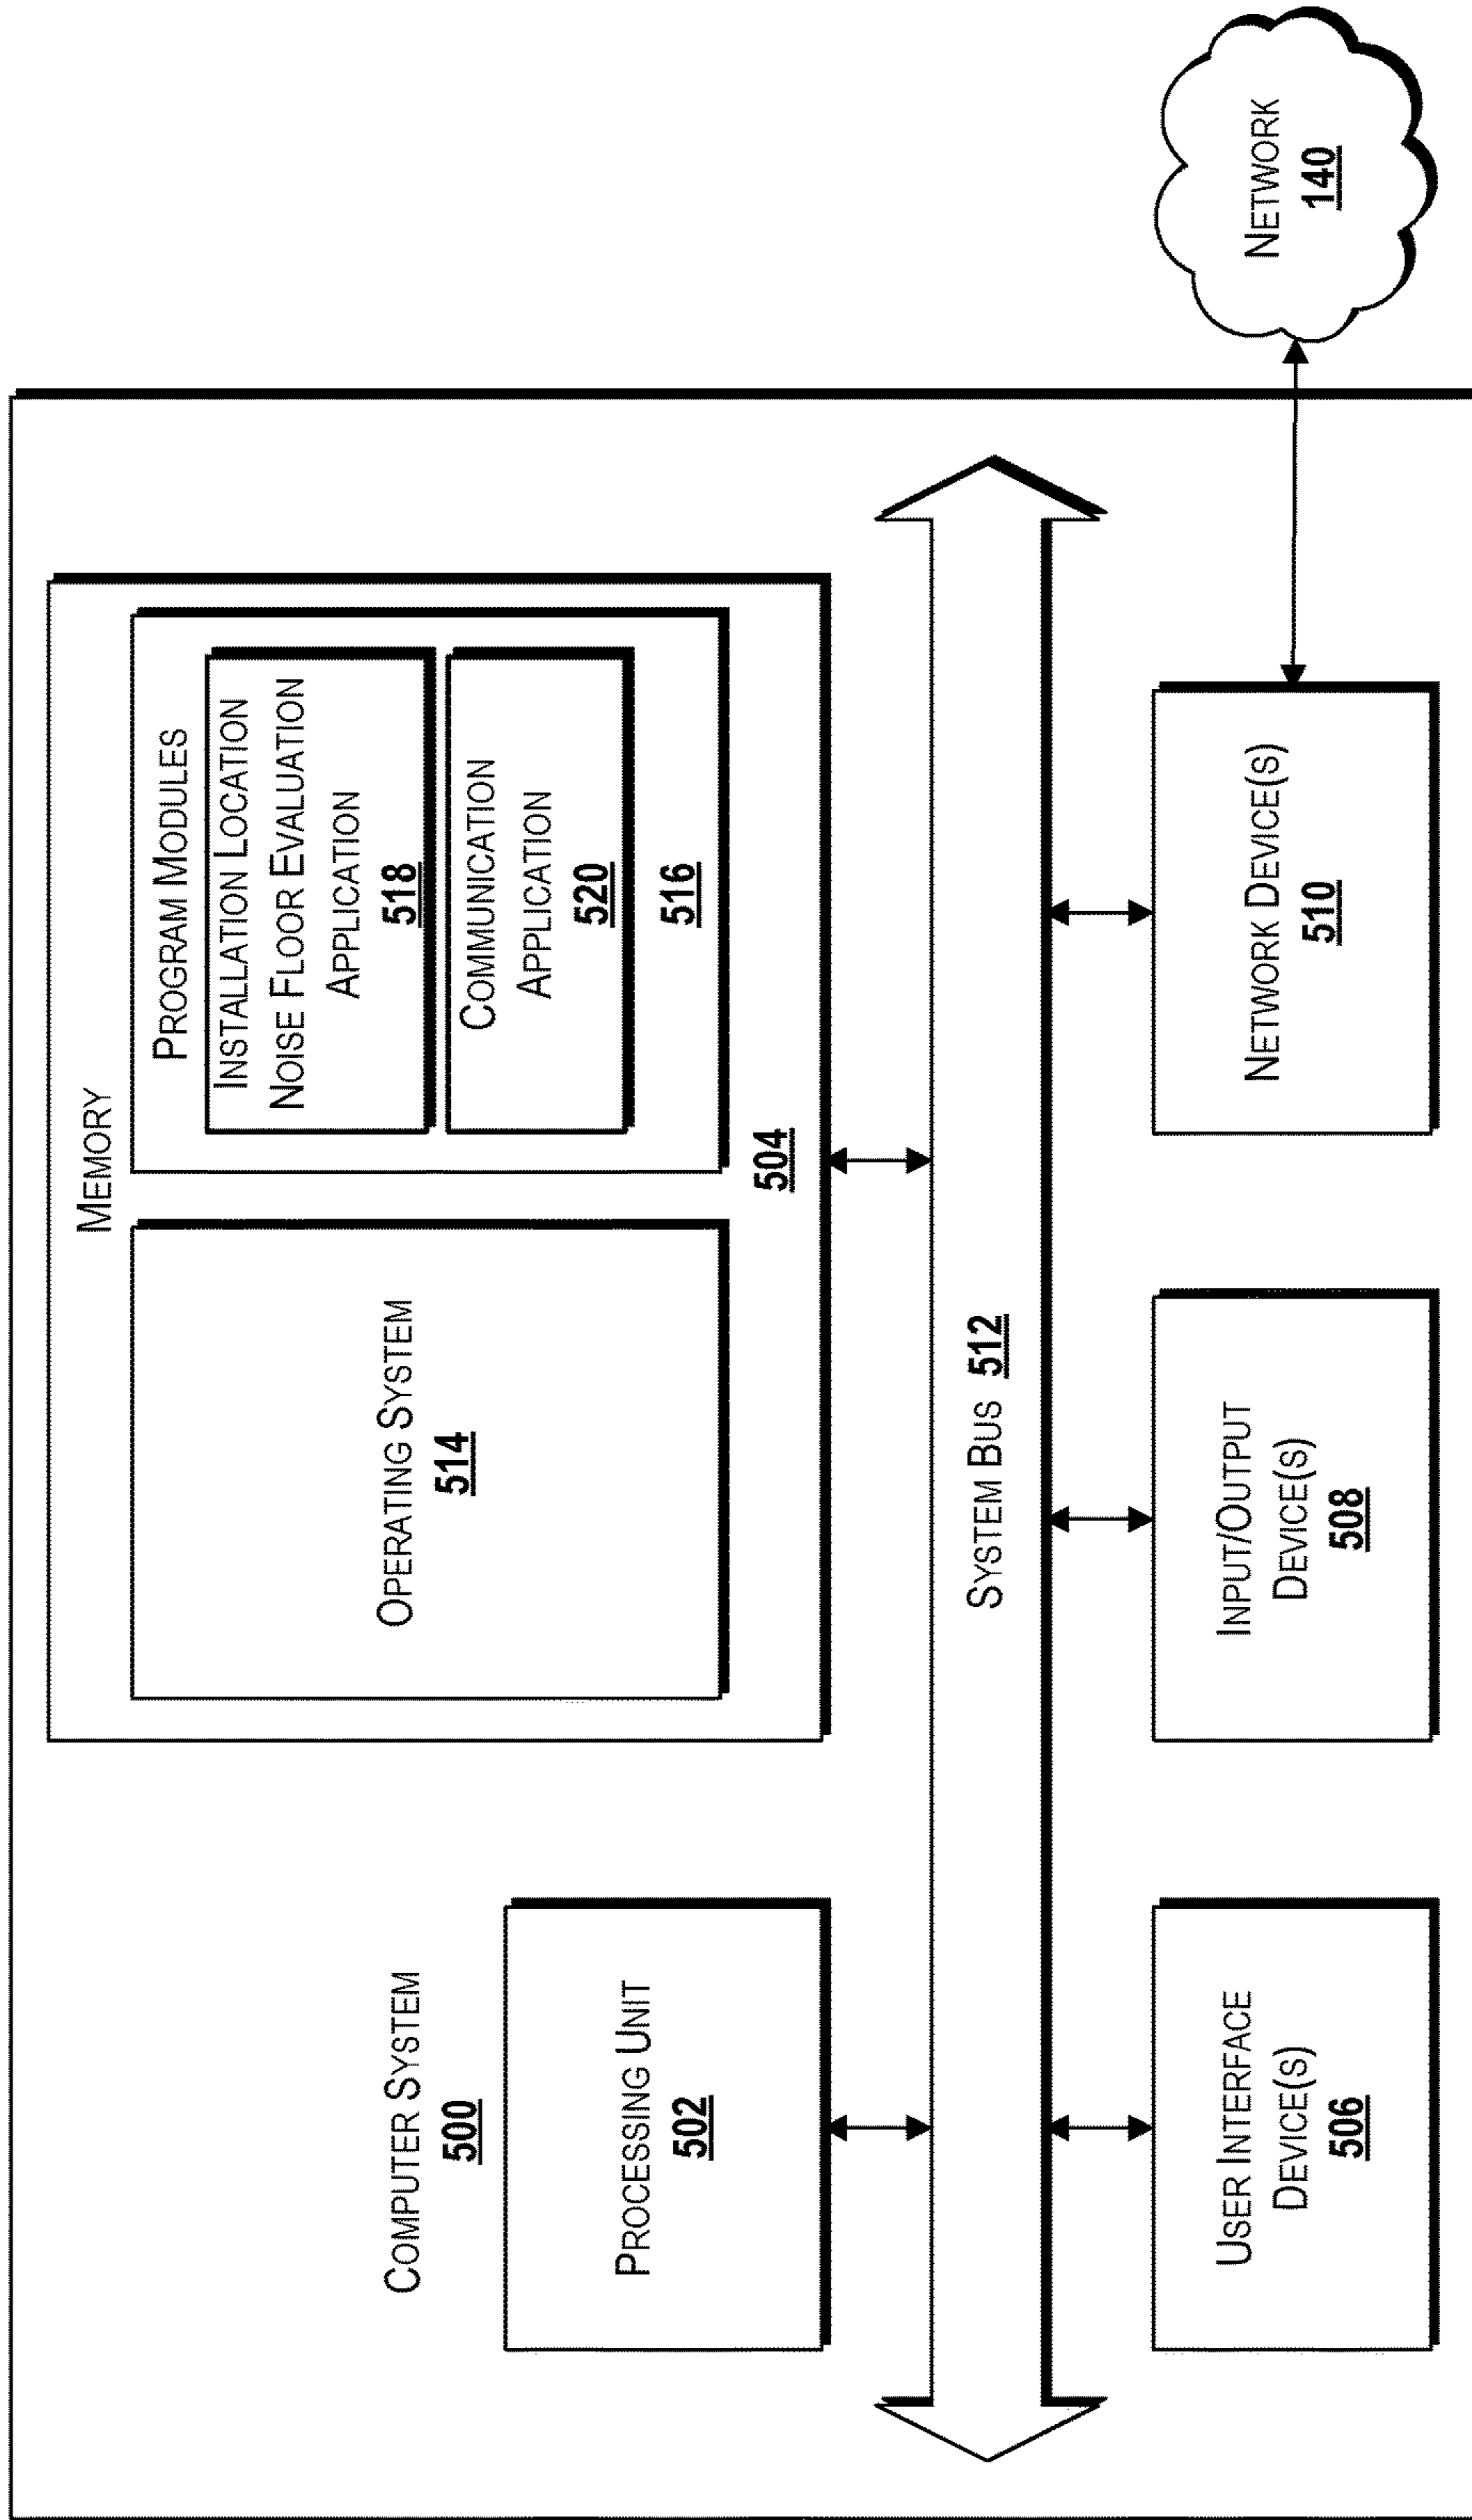 COMPUTER SYSTEM
500
PROCESSING UNIT
502
MEMORY
OPERATING SYSTEM
514
PROGRAM MODULES
INSTALLATION LOCATION
NOISE FLOOR EVALUATION
APPLICATION
518
COMMUNICATION
APPLICATION
520
516
504
SYSTEM BUS 512
USER INTERFACE
DEVICE(S)
506
INPUT/OUTPUT
DEVICE(S)
508
NETWORK DEVICE(S)
510
NETWORK
140